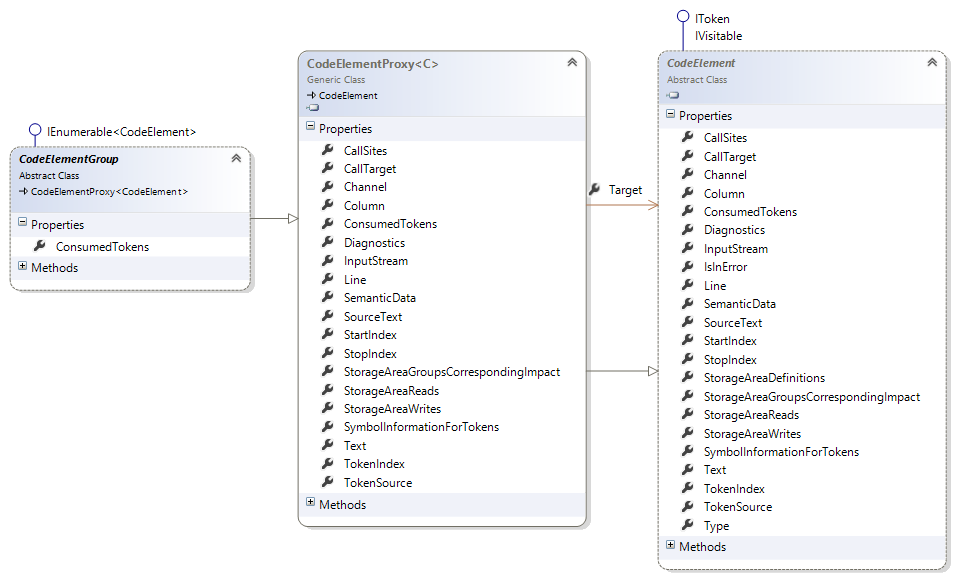 IEnumerable<CodeElement>
CodeElementGroup
Abstract Class
CodeElementProxy<CodeElement>
Properties
ConsumedTokens
Methods
CodeElementProxy<C>
Generic Class
CodeElement
Properties
CallSites
CallTarget
Channel
Column
ConsumedTokens
Diagnostics
InputStream
Line
SemanticData
SourceText
StartIndex
StopIndex
StorageAreaGroupsCorrespondingImpact
StorageAreaReads
StorageAreaWrites
SymbolInformationForTokens
Text
TokenIndex
TokenSource
Methods
Target
IToken
IVisitable
CodeElement
Abstract Class
Properties
CallSites
CallTarget
Channel
Column
ConsumedTokens
Diagnostics
InputStream
IsInError
Line
SemanticData
SourceText
StartIndex
StopIndex
StorageAreaDefinitions
StorageAreaGroupsCorrespondingImpact
StorageAreaReads
StorageAreaWrites
SymbolInformationForTokens
Text
TokenIndex
TokenSource
Type
Methods